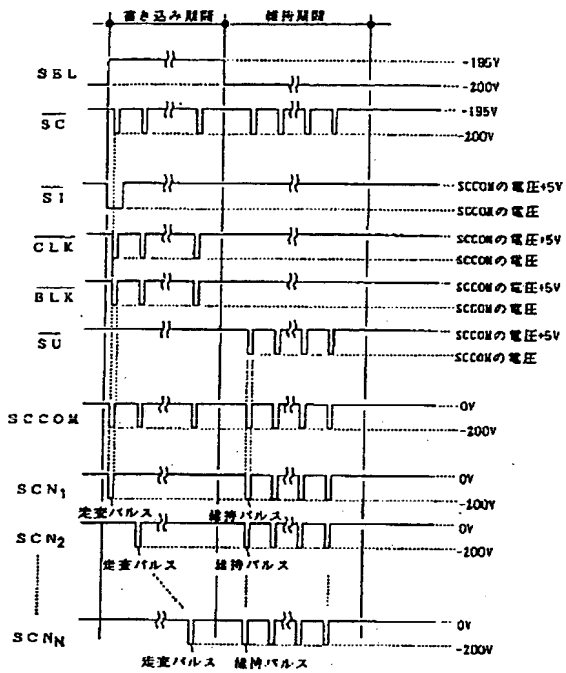 書き込み期間 維持期間
SEL -195V
-200V
SC -195V
-200V
SI SCCOMの電圧+5V
SCCOMの電圧
CLK SCCOMの電圧+5V
SCCOMの電圧
BLK SCCOMの電圧+5V
SCCOMの電圧
SU SCCOMの電圧+5V
SCCOMの電圧
SCCOM 0V
-200V
SCN1 0V
-200V
走査パルス 維持パルス
SCN2 0V
-200V
走査パルス 維持パルス
SCNN 0V
-200V
走査パルス 維持パルス